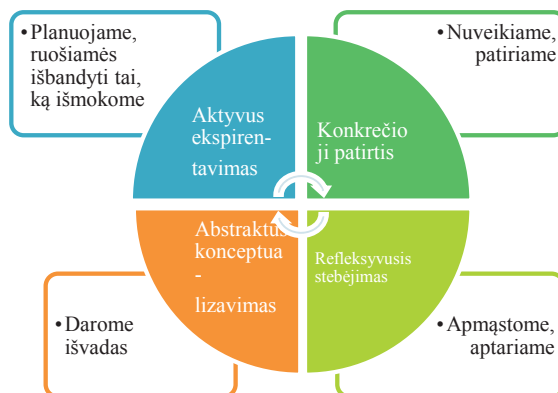 • Planuojame,
ruošiamės
išbandyti tai,
ką išmokome
• Nuveikiame,
patiriame
Aktyvus
ekspiren-
tavimas
Konkrečio
ji patirtis
Abstraktus
konceptua
-
lizavimas
Refleksyvusis
stebėjimas
• Darome
išvadas
• Apmąstome,
aptariame